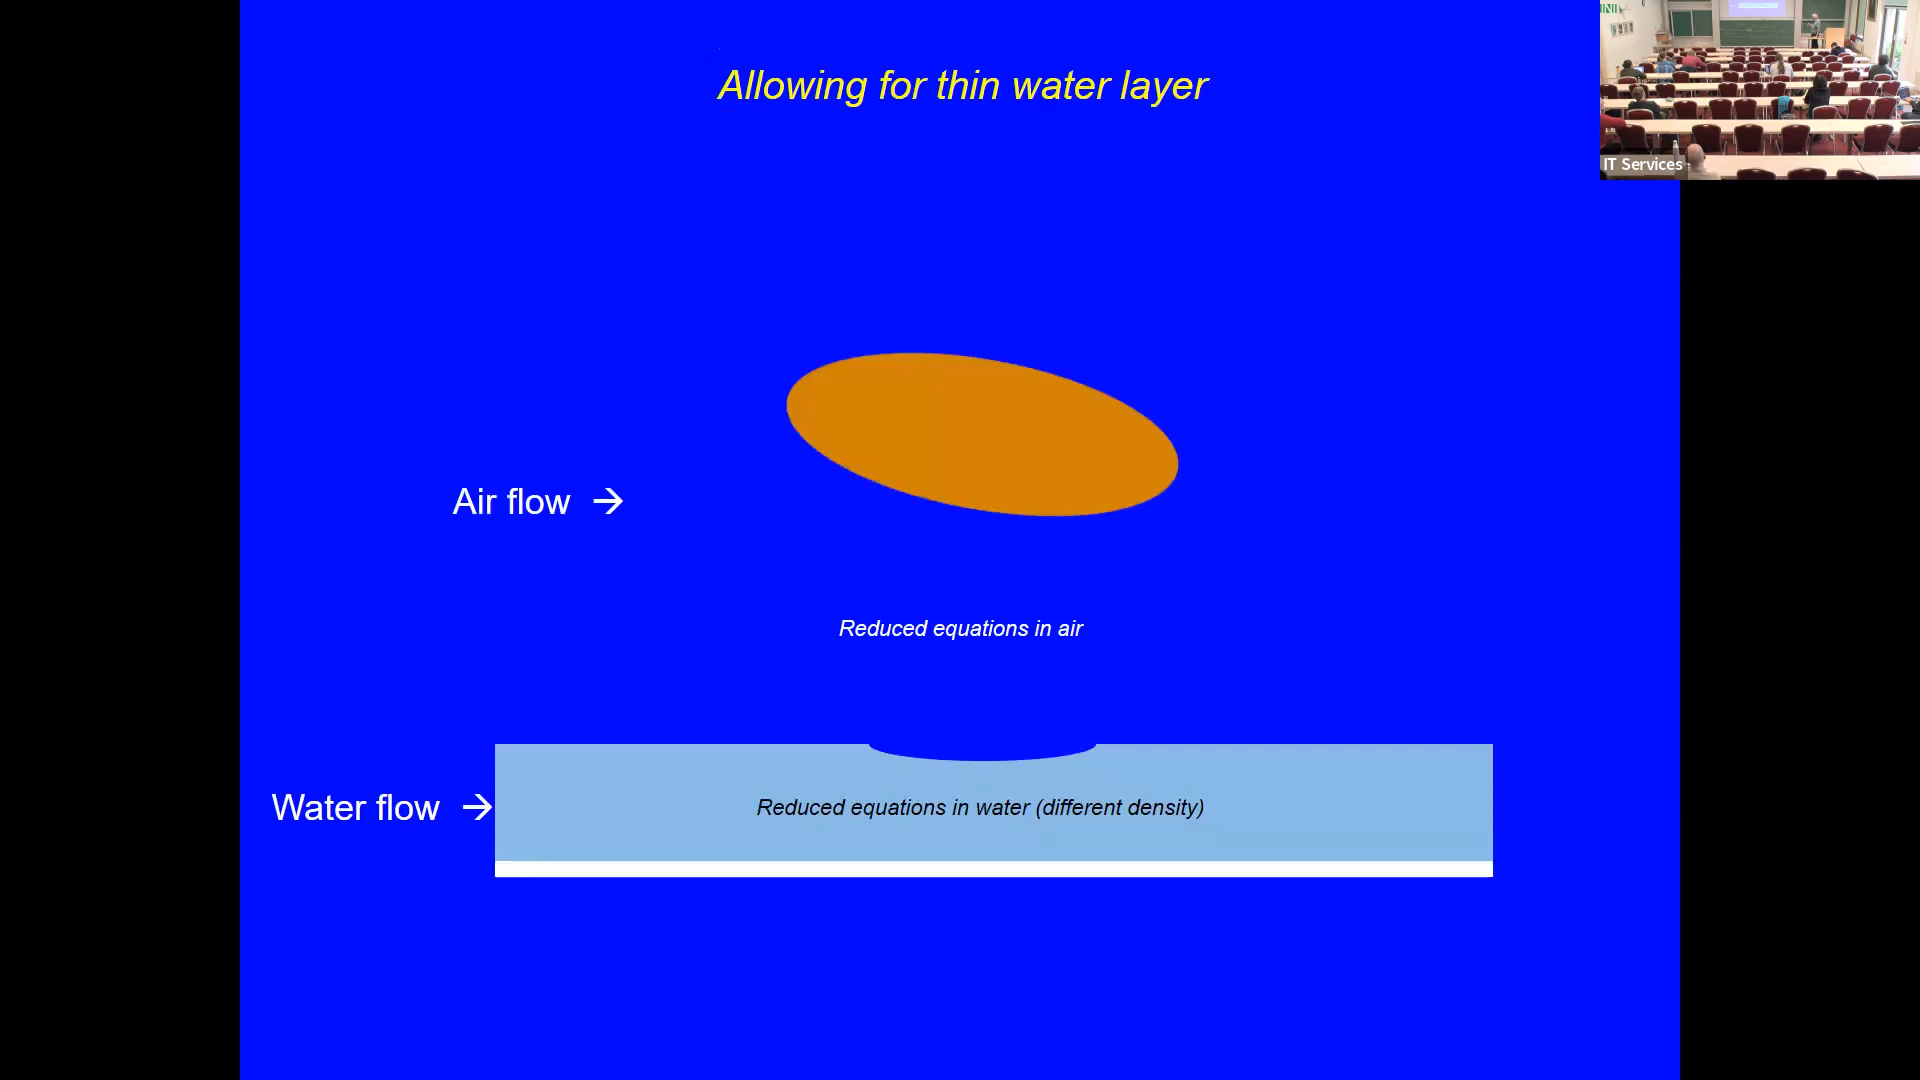 Allowing for thin water layer
Air flow →
Reduced equations in air
Water flow →
Reduced equations in water (different density)
IT Services